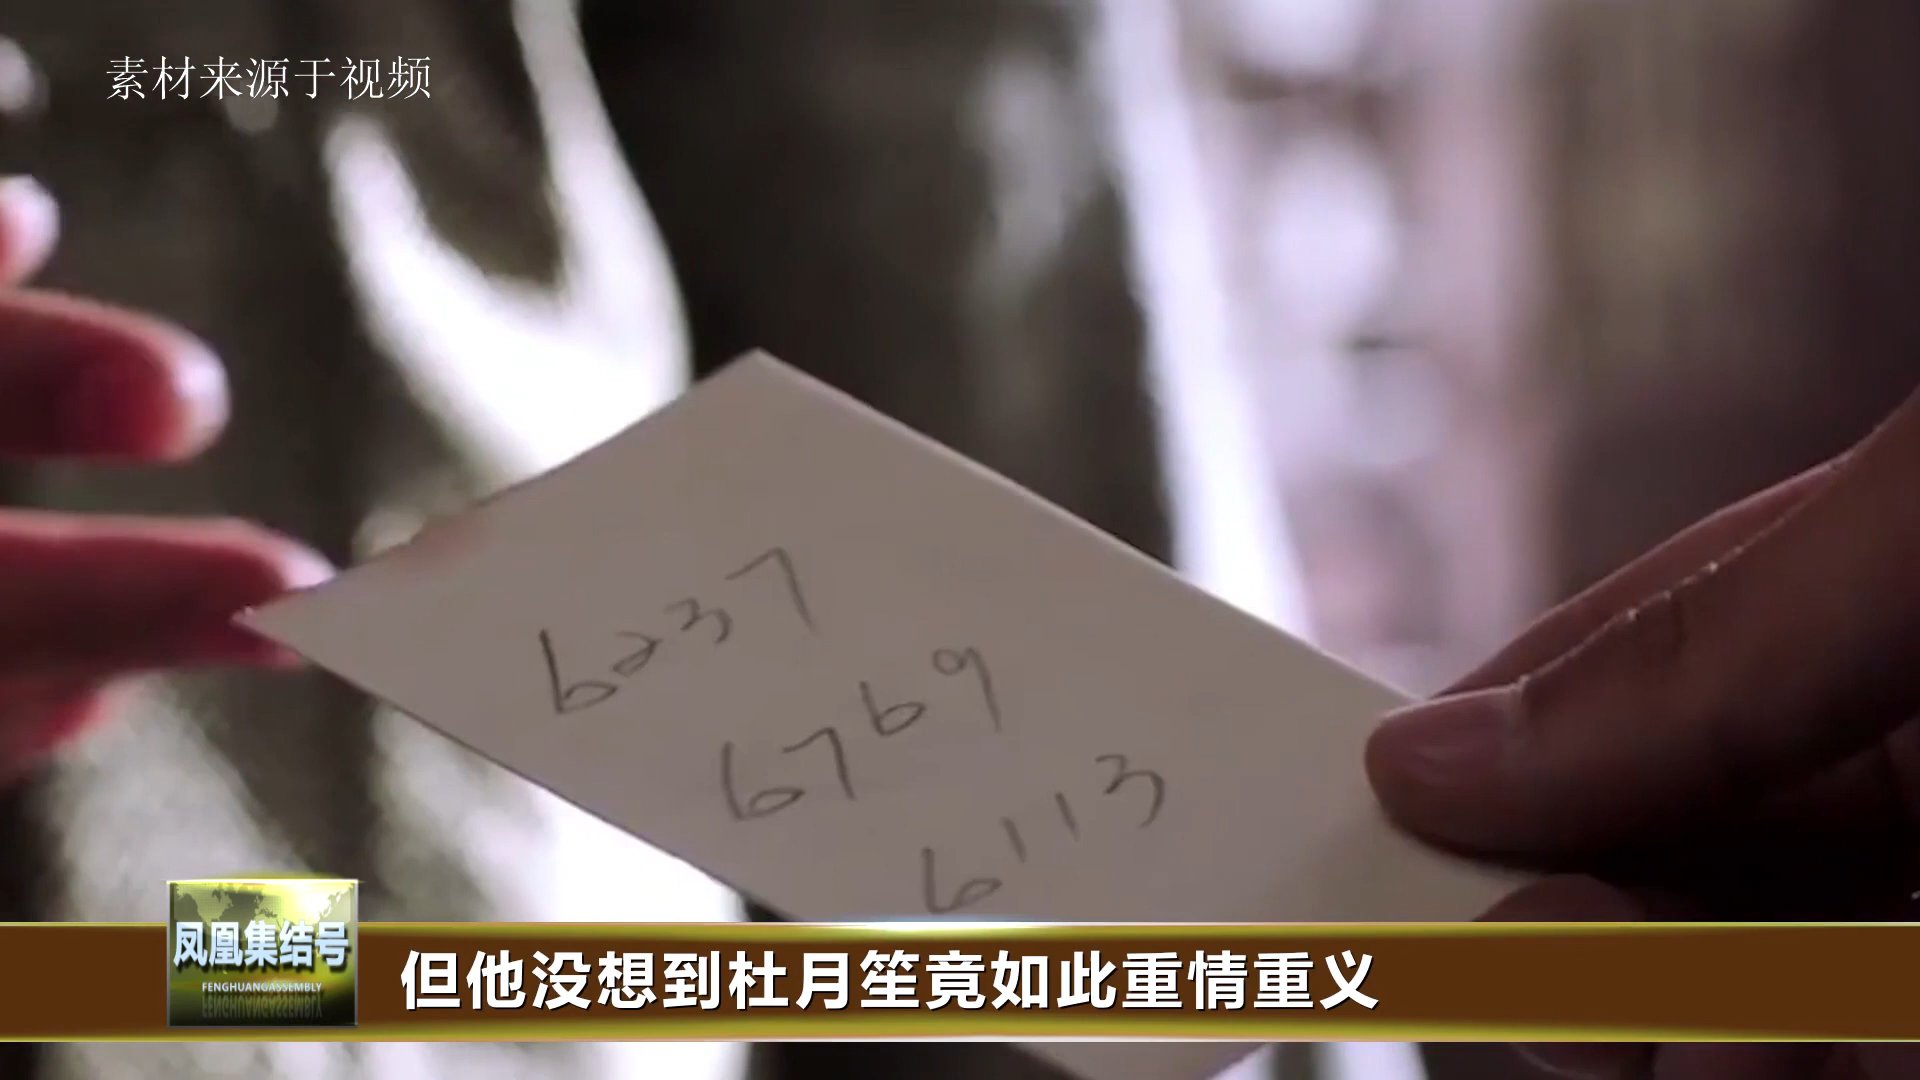 素材来源于视频
6237
6769
6113
凤凰集结号
FENGHUANGASSEMBLY
但他没想到杜月笙竟如此重情重义